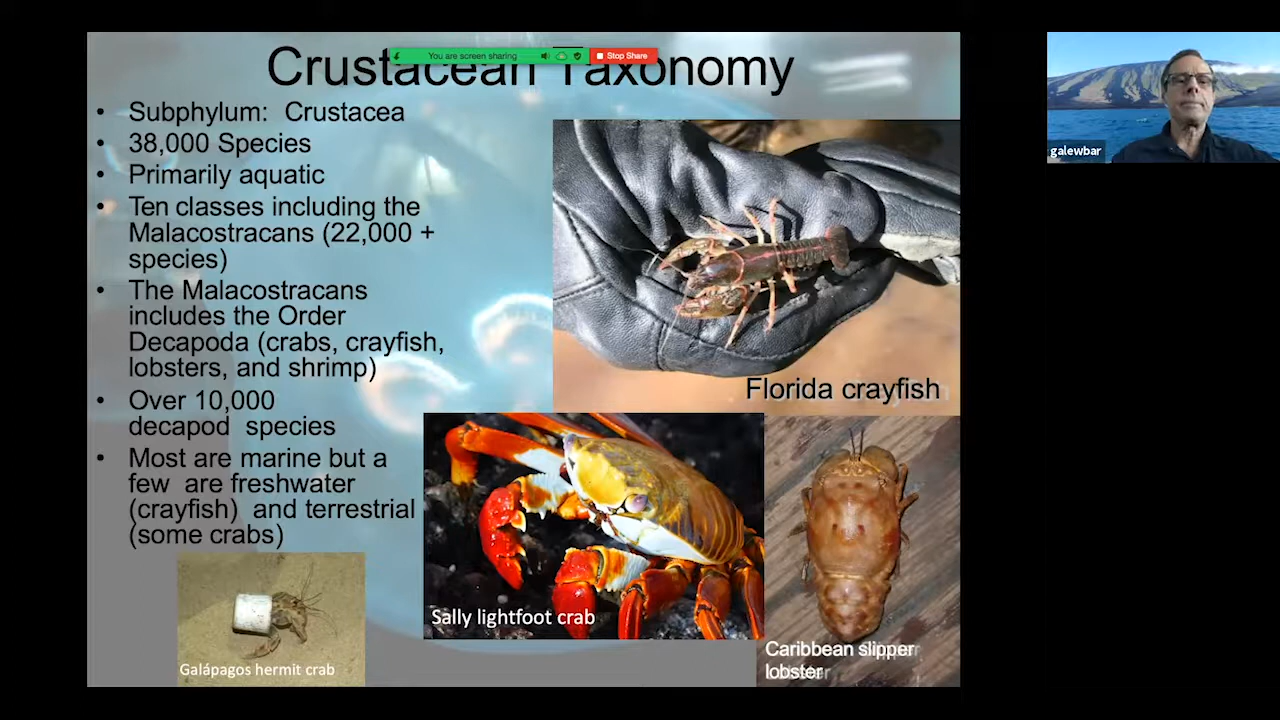 You are screen sharing
Stop Share
Crustacean Taxonomy
• Subphylum: Crustacea
• 38,000 Species
• Primarily aquatic
• Ten classes including the
Malacostracans (22,000 +
species)
• The Malacostracans
includes the Order
Decapoda (crabs, crayfish,
lobsters, and shrimp)
• Over 10,000
decapod species
• Most are marine but a
few are freshwater
(crayfish) and terrestrial
(some crabs)
Florida crayfish
Sally lightfoot crab
Caribbean slipper
lobster
Galápagos hermit crab
galewbar